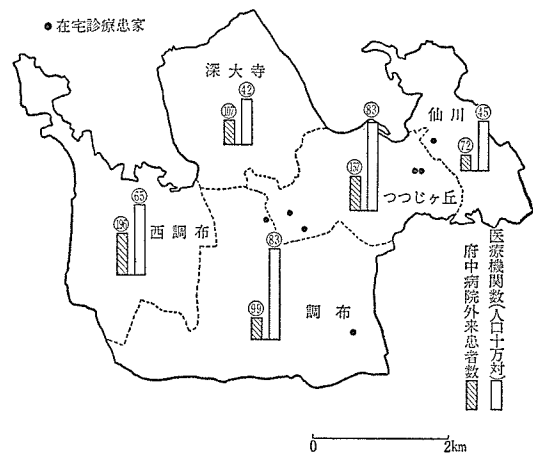 ●在宅診療患家
深大寺
107
42
仙川
72
45
83
157
つつじヶ丘
65
196
西調布
83
99
調布
医療機関数(人口十万対)
府中病院外来患者数
0
2km